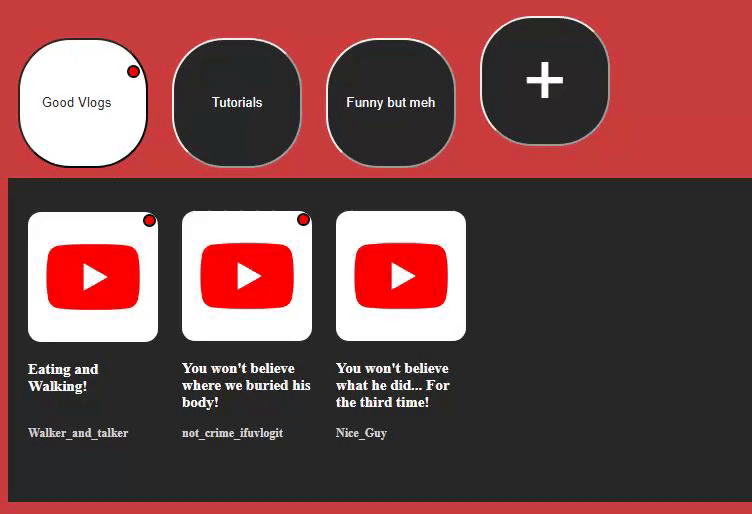 Good Vlogs
Tutorials
Funny but meh
+
Eating and
Walking!
Walker_and_talker
You won't believe
where we buried his
body!
not_crime_ifuvlogit
You won't believe
what he did... For
the third time!
Nice_Guy